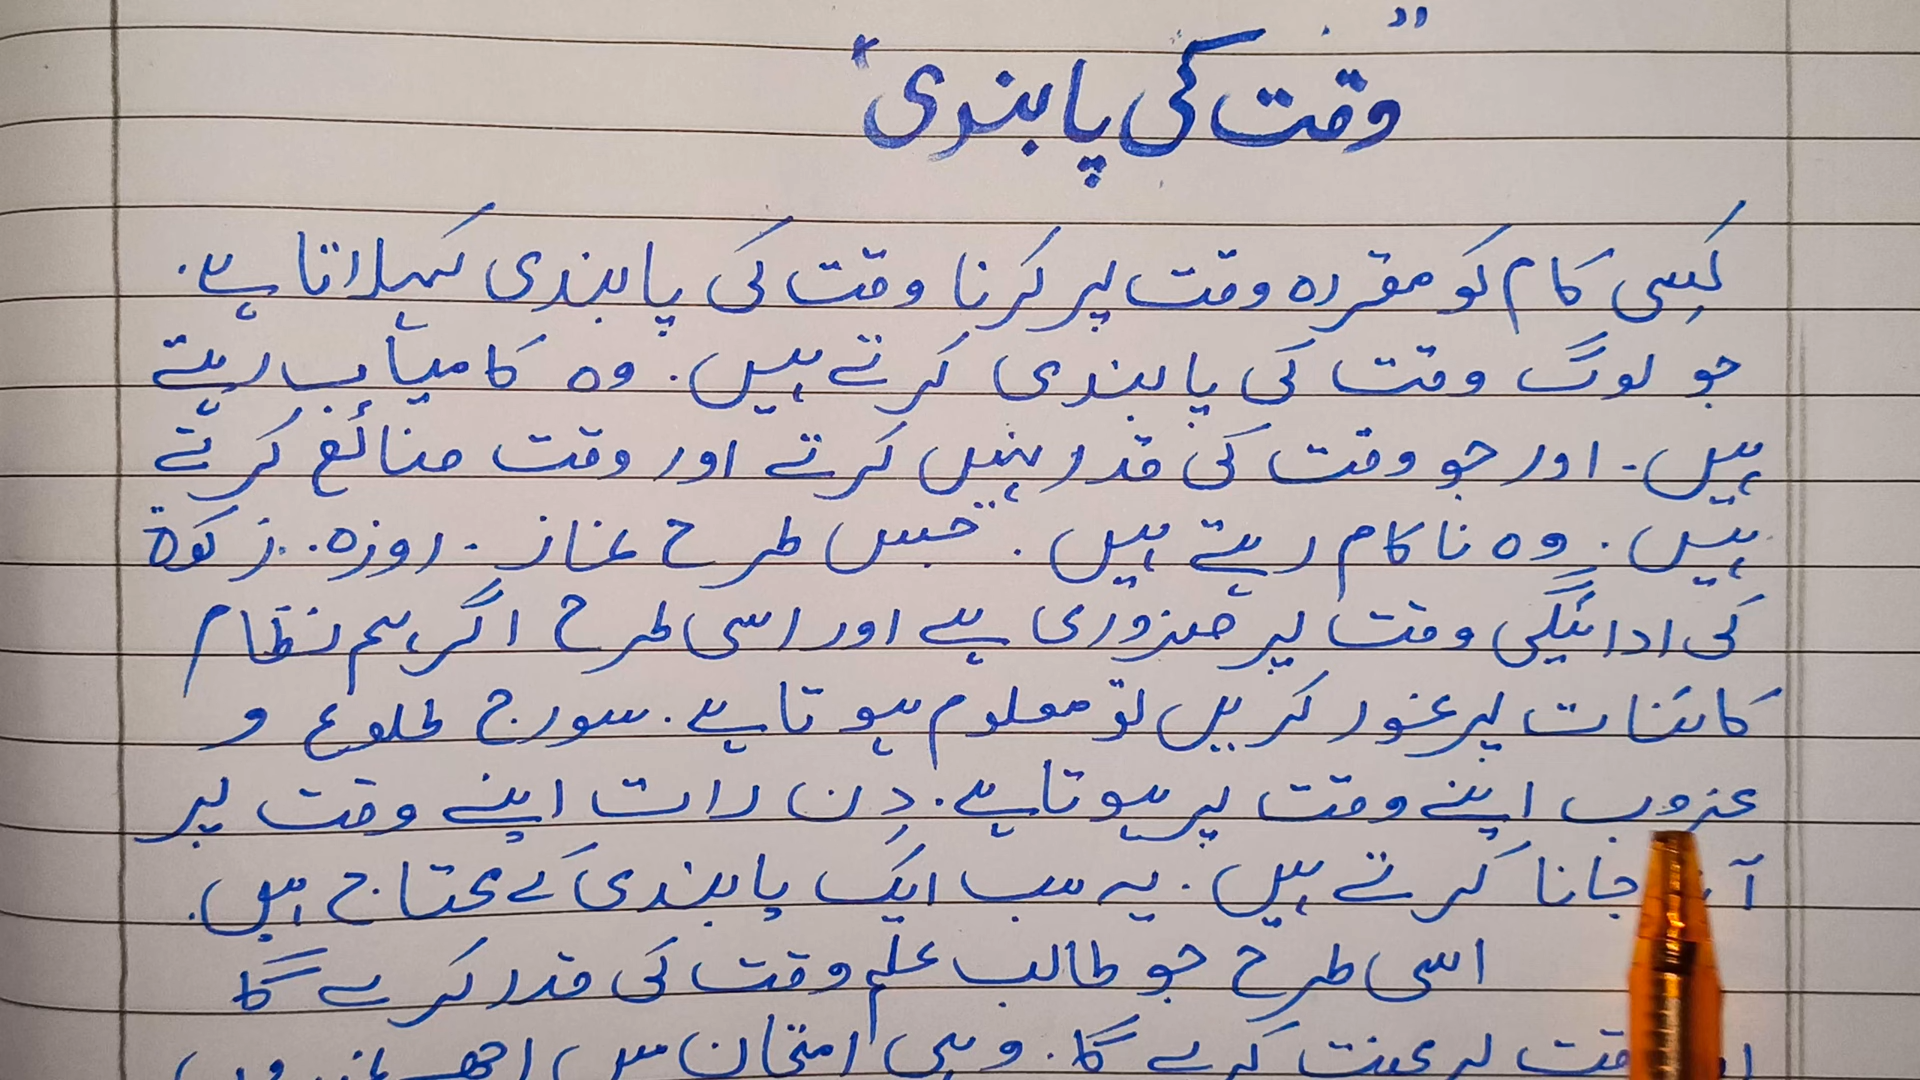 "وقت کی پابندی"
کسی کام کو مقررہ وقت پر کرنا وقت کی پابندی کہلاتا ہے.
جو لوگ وقت کی پابندی کرتے ہیں. وہ کامیاب رہتے
ہیں. اور جو وقت کی قدر نہیں کرتے اور وقت ضائع کرتے
ہیں. وہ ناکام رہتے ہیں. جس طرح نماز. روزہ. زکوة
کی ادائیگی وقت پر ضروری ہے اور اسی طرح اگر ہم نظام
کائنات پر غور کریں تو معلوم ہوتا ہے. سورج طلوع و
غروب اپنے وقت پر ہوتا ہے. دِن رات اپنے وقت پر
جانا کرتے ہیں. یہ سب ایک پابندی کے محتاج ہیں.
اسی طرح جو طالب علم وقت کی قدر کرے گا
پر محنت کرے گا. وہی امتحان میں اچھے